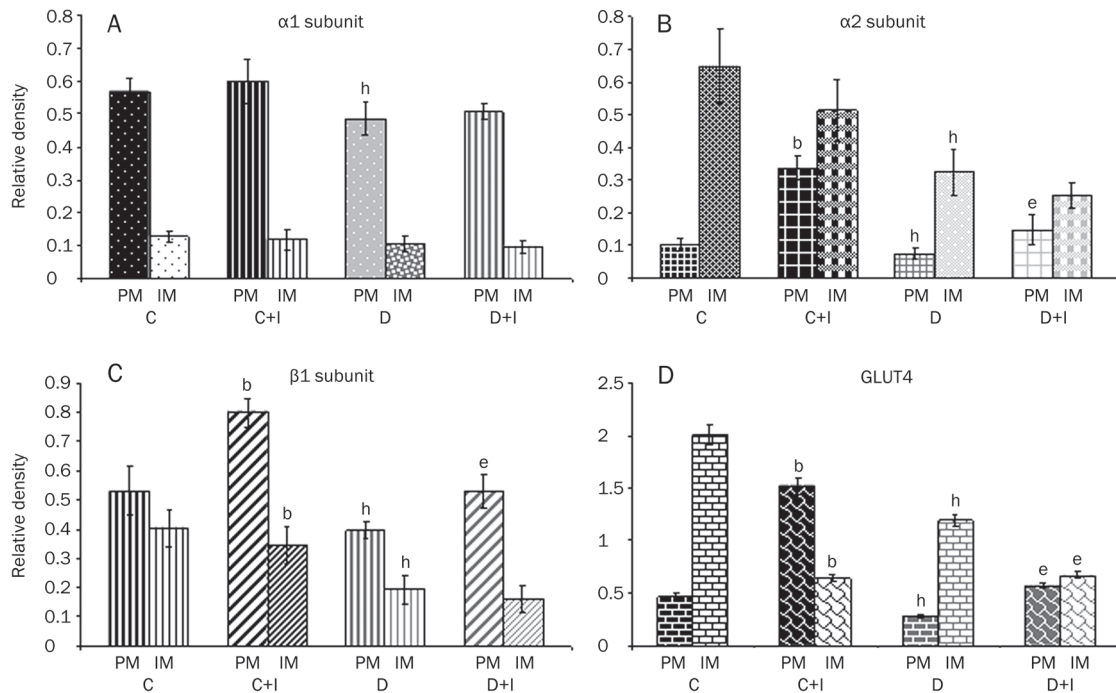 A
α1 subunit
Relative density
0.8
0.7
0.6
0.5
0.4
0.3
0.2
0.1
0
h
PM IM PM IM PM IM PM IM
C C+I D D+I
B
α2 subunit
0.8
0.7
0.6
0.5
0.4
0.3
0.2
0.1
0
b
h
h
e
PM IM PM IM PM IM PM IM
C C+I D D+I
C
β1 subunit
Relative density
0.9
0.8
0.7
0.6
0.5
0.4
0.3
0.2
0.1
0
b
b
h
h
e
PM IM PM IM PM IM PM IM
C C+I D D+I
D
GLUT4
2.5
2
1.5
1
0.5
0
b
b
h
h
e
e
PM IM PM IM PM IM PM IM
C C+I D D+I